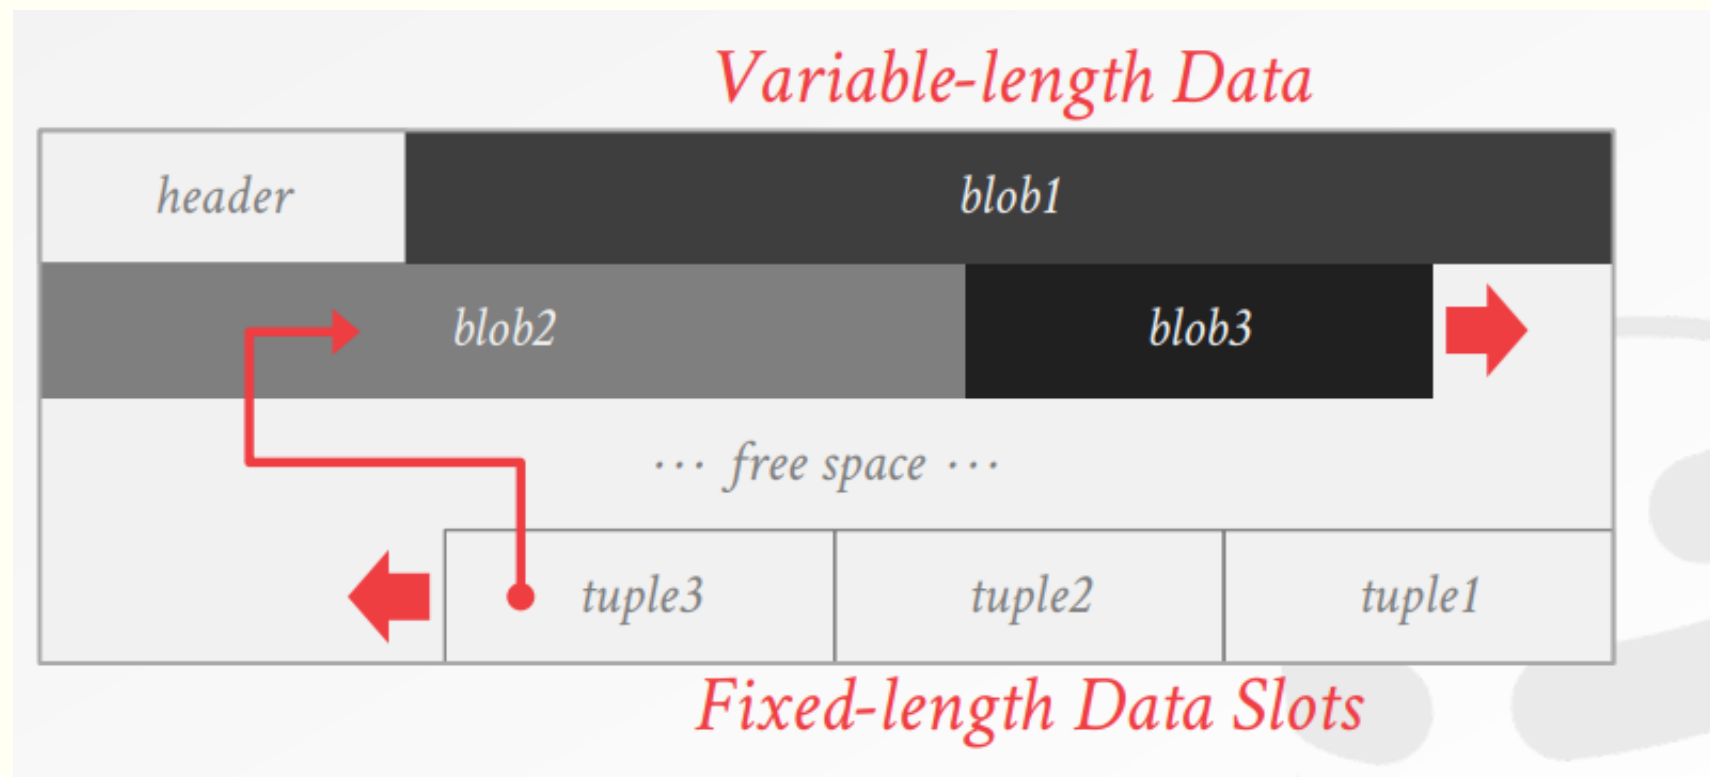 Variable-length Data
header
blob1
blob2
blob3
··· free space ···
tuple3
tuple2
tuple1
Fixed-length Data Slots